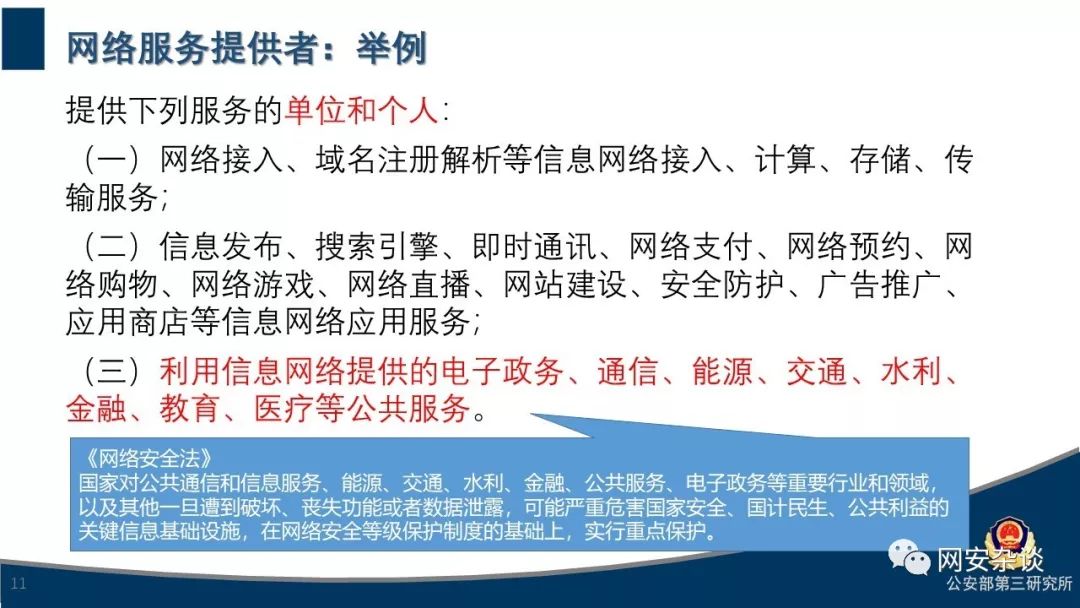 网络服务提供者：举例
提供下列服务的单位和个人：
（一）网络接入、域名注册解析等信息网络接入、计算、存储、传
输服务；
（二）信息发布、搜索引擎、即时通讯、网络支付、网络预约、网
络购物、网络游戏、网络直播、网站建设、安全防护、广告推广、
应用商店等信息网络应用服务；
（三）利用信息网络提供的电子政务、通信、能源、交通、水利、
金融、教育、医疗等公共服务。
《网络安全法》
国家对公共通信和信息服务、能源、交通、水利、金融、公共服务、电子政务等重要行业和领域，
以及其他一旦遭到破坏、丧失功能或者数据泄露，可能严重危害国家安全、国计民生、公共利益的
关键信息基础设施，在网络安全等级保护制度的基础上，实行重点保护。
网安杂谈
公安部第三研究所
11